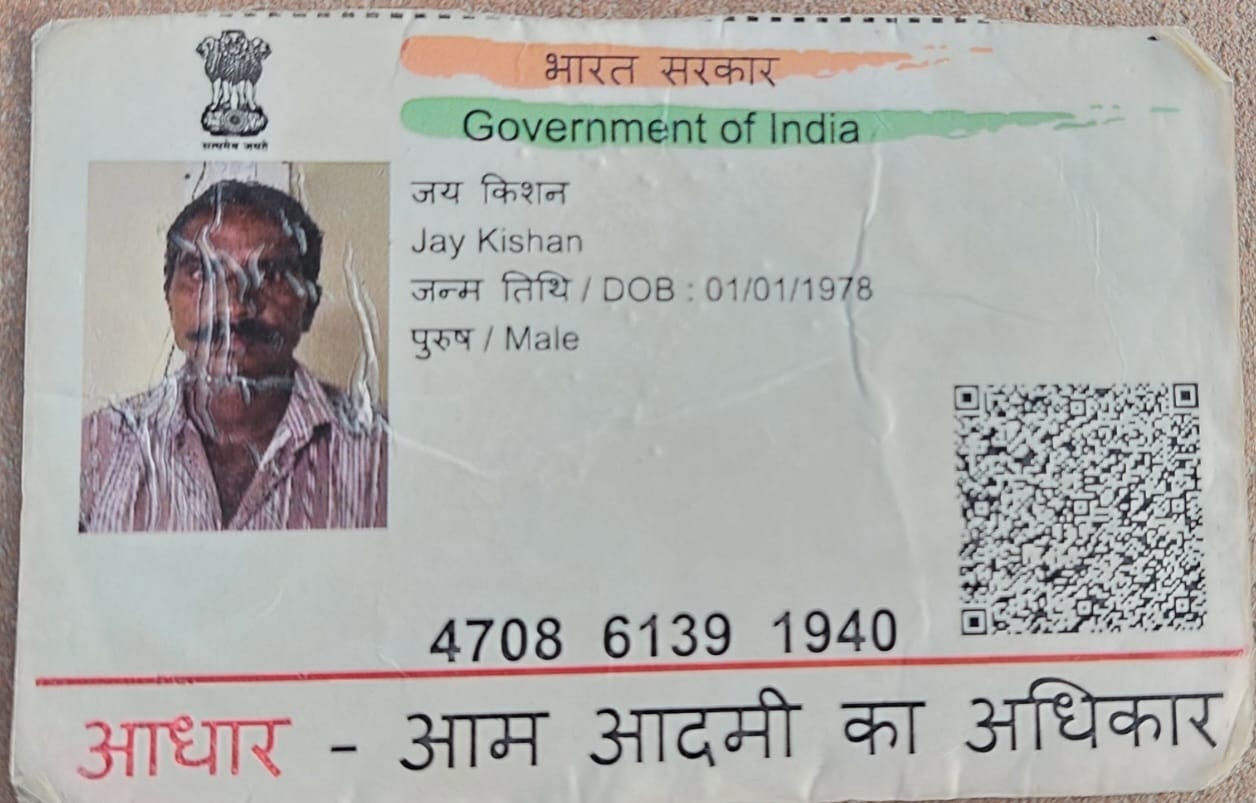 सत्यमेव जयते
भारत सरकार
Government of India
जय किशन
Jay Kishan
जन्म तिथि / DOB : 01/01/1978
पुरुष / Male
4708 6139 1940
आधार - आम आदमी का अधिकार